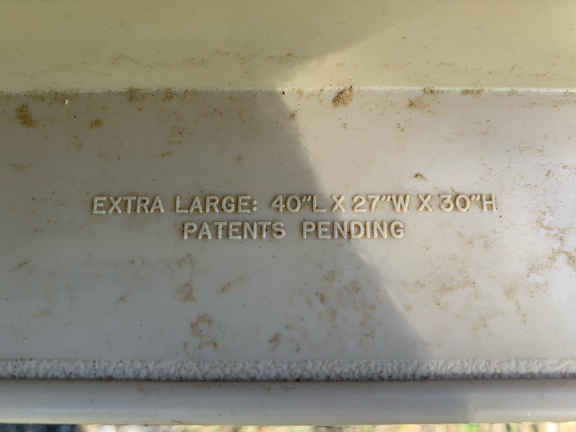 EXTRA LARGE: 40"L X 27"W X 30"H
PATENTS PENDING